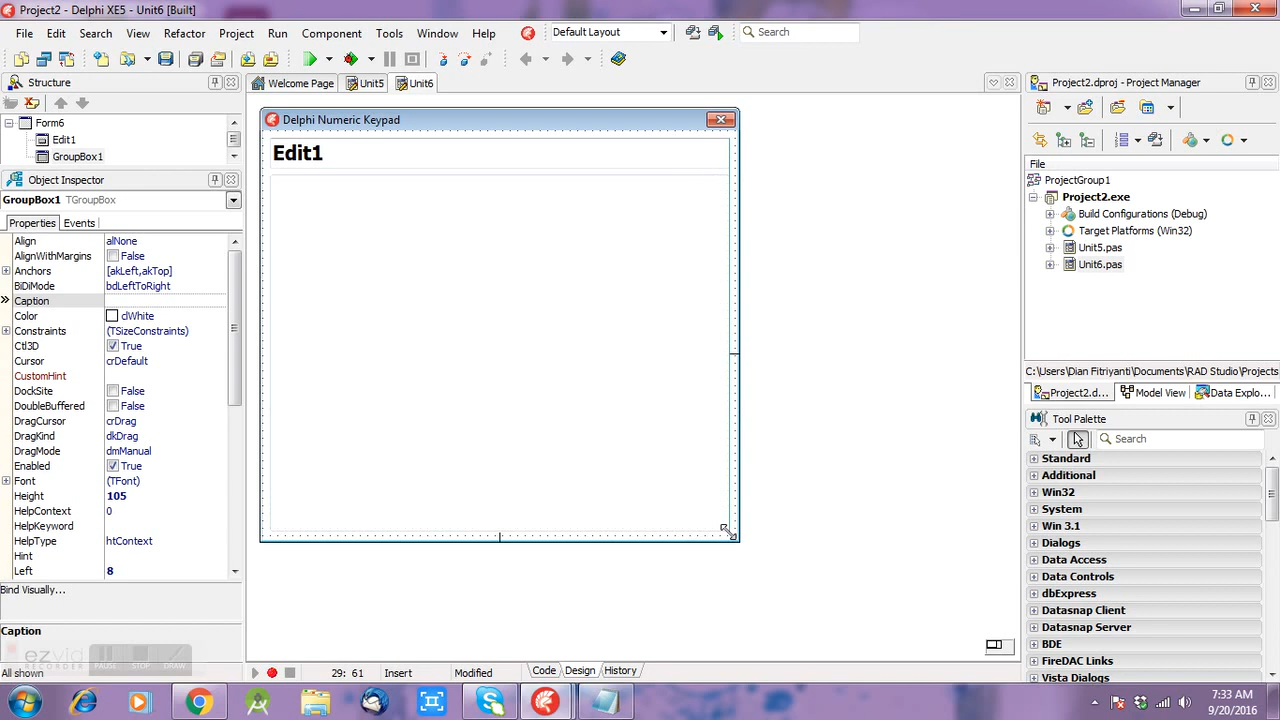 Project2 - Delphi XE5 - Unit6 [Built]
File Edit Search View Refactor Project Run Component Tools Window Help Default Layout Search
Structure
Welcome Page Unit5 Unit6
Project2.dproj - Project Manager
Form6
Edit1
GroupBox1
Delphi Numeric Keypad
Edit1
Object Inspector
GroupBox1 TGroupBox
Properties Events
Align alNone
AlignWithMargins False
Anchors [akLeft,akTop]
BiDiMode bdLeftToRight
Caption
Color clWhite
Constraints (TSizeConstraints)
Ctl3D True
Cursor crDefault
CustomHint
DockSite False
DoubleBuffered False
DragCursor crDrag
DragKind dkDrag
DragMode dmManual
Enabled True
Font (TFont)
Height 105
HelpContext 0
HelpKeyword
HelpType htContext
Hint
Left 8
Bind Visually...
Caption
ezvid
RECORDER
PAUSE STOP DRAW
All shown
29: 61 Insert Modified Code Design History
File
ProjectGroup1
Project2.exe
Build Configurations (Debug)
Target Platforms (Win32)
Unit5.pas
Unit6.pas
C:\Users\Dian Fitriyanti\Documents\RAD Studio\Projects
Project2.d... Model View Data Explo...
Tool Palette
Search
Standard
Additional
Win32
System
Win 3.1
Dialogs
Data Access
Data Controls
dbExpress
Datasnap Client
Datasnap Server
BDE
FireDAC Links
Vista Dialogs
7:33 AM
9/20/2016